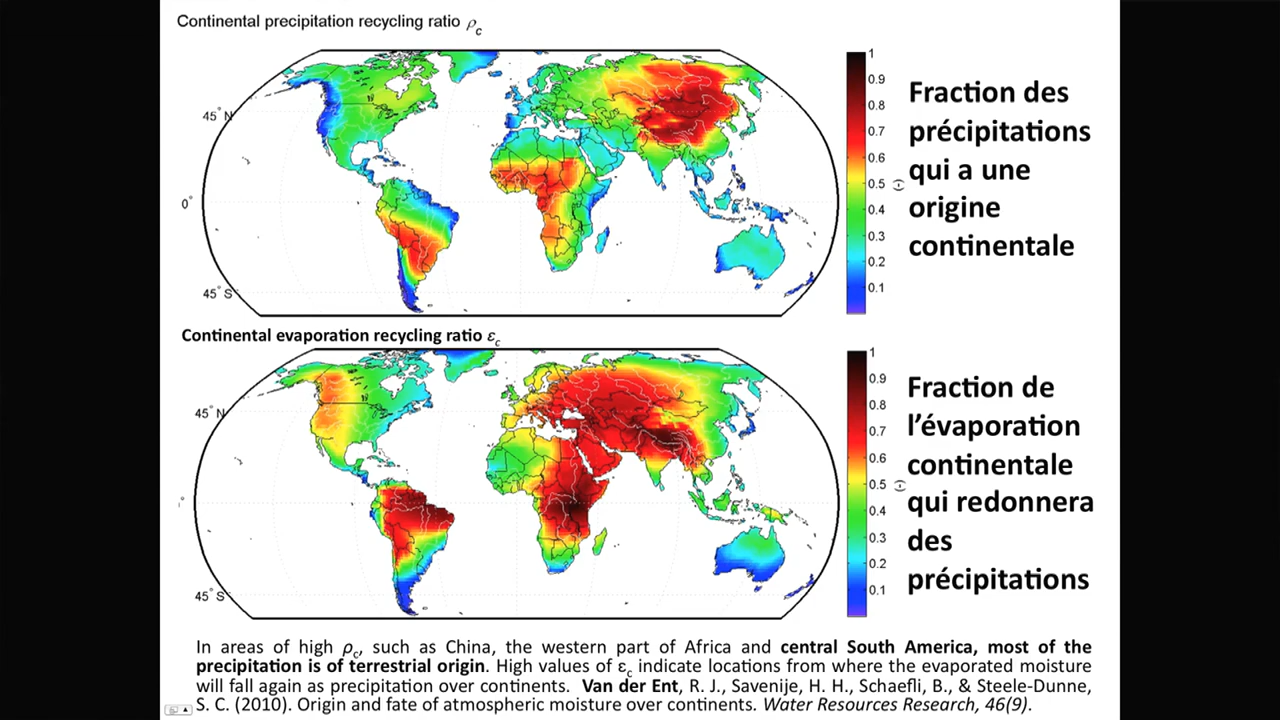 Continental precipitation recycling ratio ρc
45° N
0°
45° S
1
0.9
0.8
0.7
0.6
0.5
0.4
0.3
0.2
0.1
(-)
Fraction des
précipitations
qui a une
origine
continentale
Continental evaporation recycling ratio εc
45° N
°
45° S
1
0.9
0.8
0.7
0.6
0.5
0.4
0.3
0.2
0.1
(-)
Fraction de
l’évaporation
continentale
qui redonnera
des
précipitations
In areas of high ρc, such as China, the western part of Africa and central South America, most of the
precipitation is of terrestrial origin. High values of εc indicate locations from where the evaporated moisture
will fall again as precipitation over continents. Van der Ent, R. J., Savenije, H. H., Schaefli, B., & Steele-Dunne,
S. C. (2010). Origin and fate of atmospheric moisture over continents. Water Resources Research, 46(9).